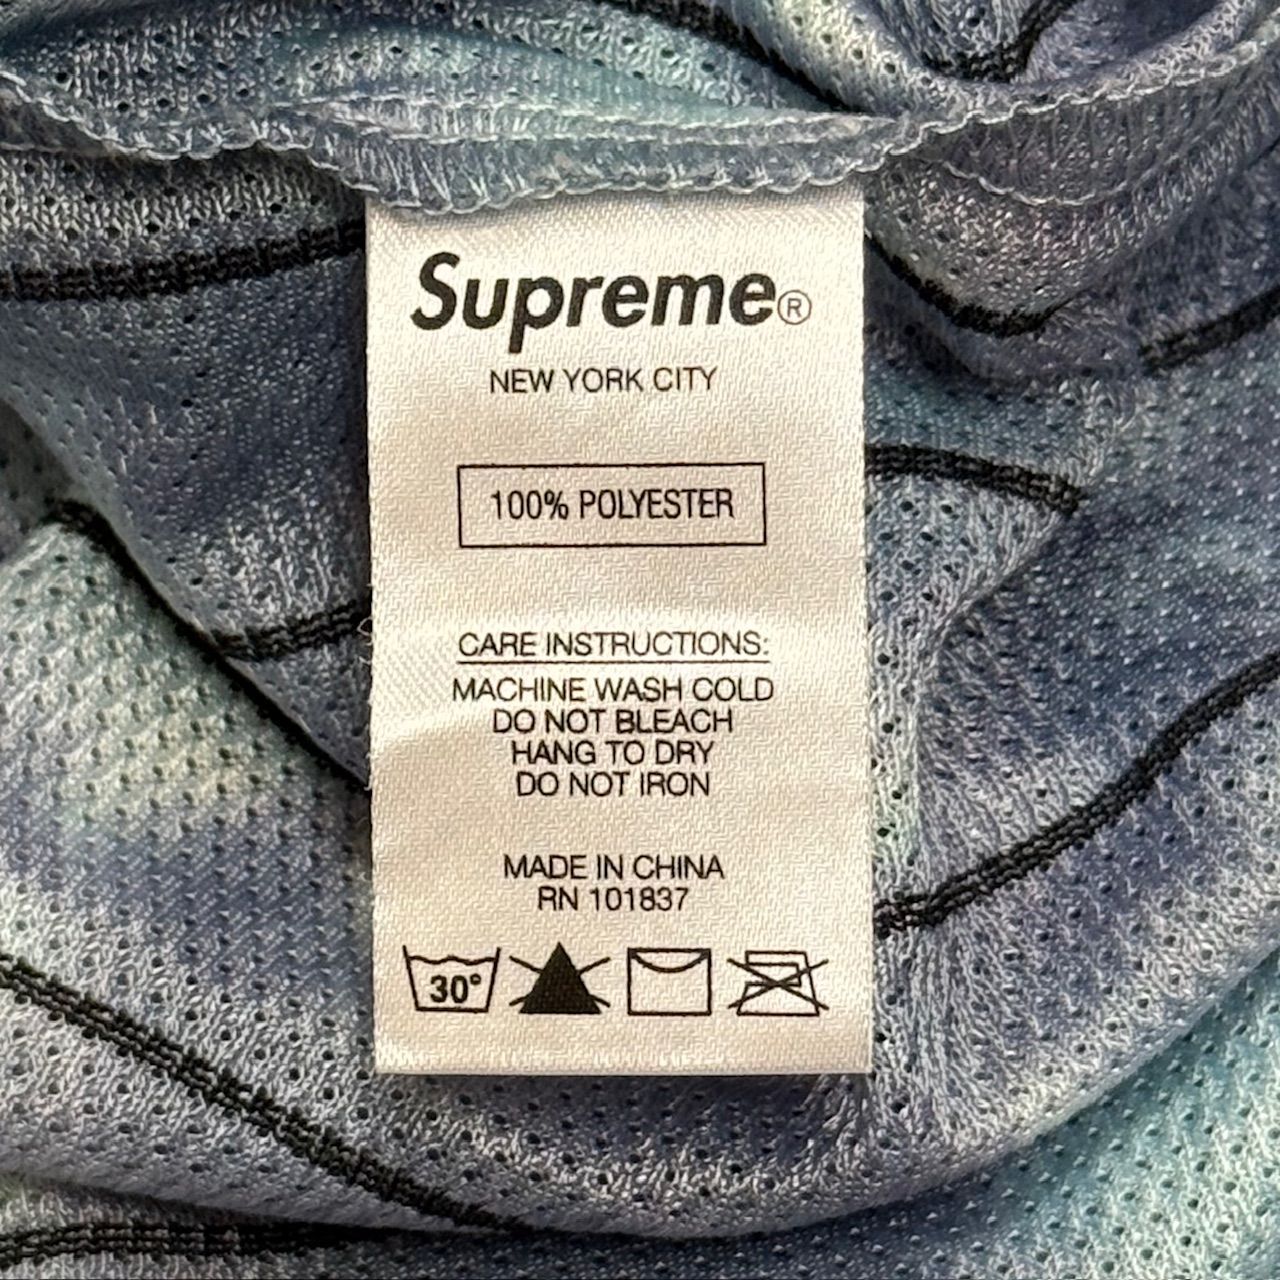 Supreme®
NEW YORK CITY
100% POLYESTER
CARE INSTRUCTIONS:
MACHINE WASH COLD
DO NOT BLEACH
HANG TO DRY
DO NOT IRON
MADE IN CHINA
RN 101837
30°